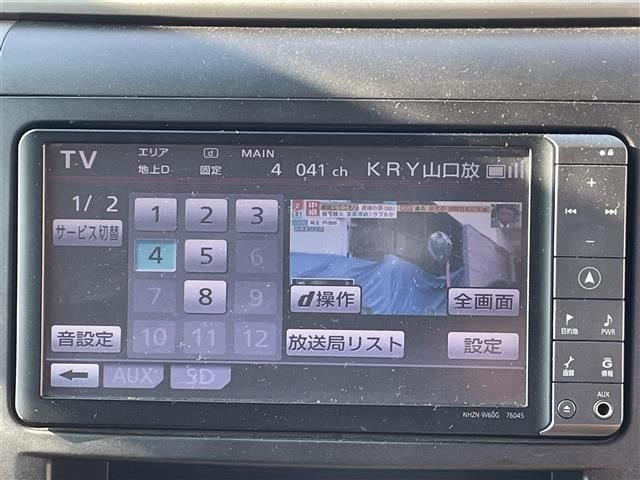 TV エリア 地上D d 固定 MAIN 4 041 ch KRY山口放
1/2
サービス切替
1 2 3
4 5 6
7 8 9
10 11 12
d操作 全画面
音設定 放送局リスト 設定
AUX SD
目的地 PWR
画質 G 情報
AUX
NHZN-W60G 76045